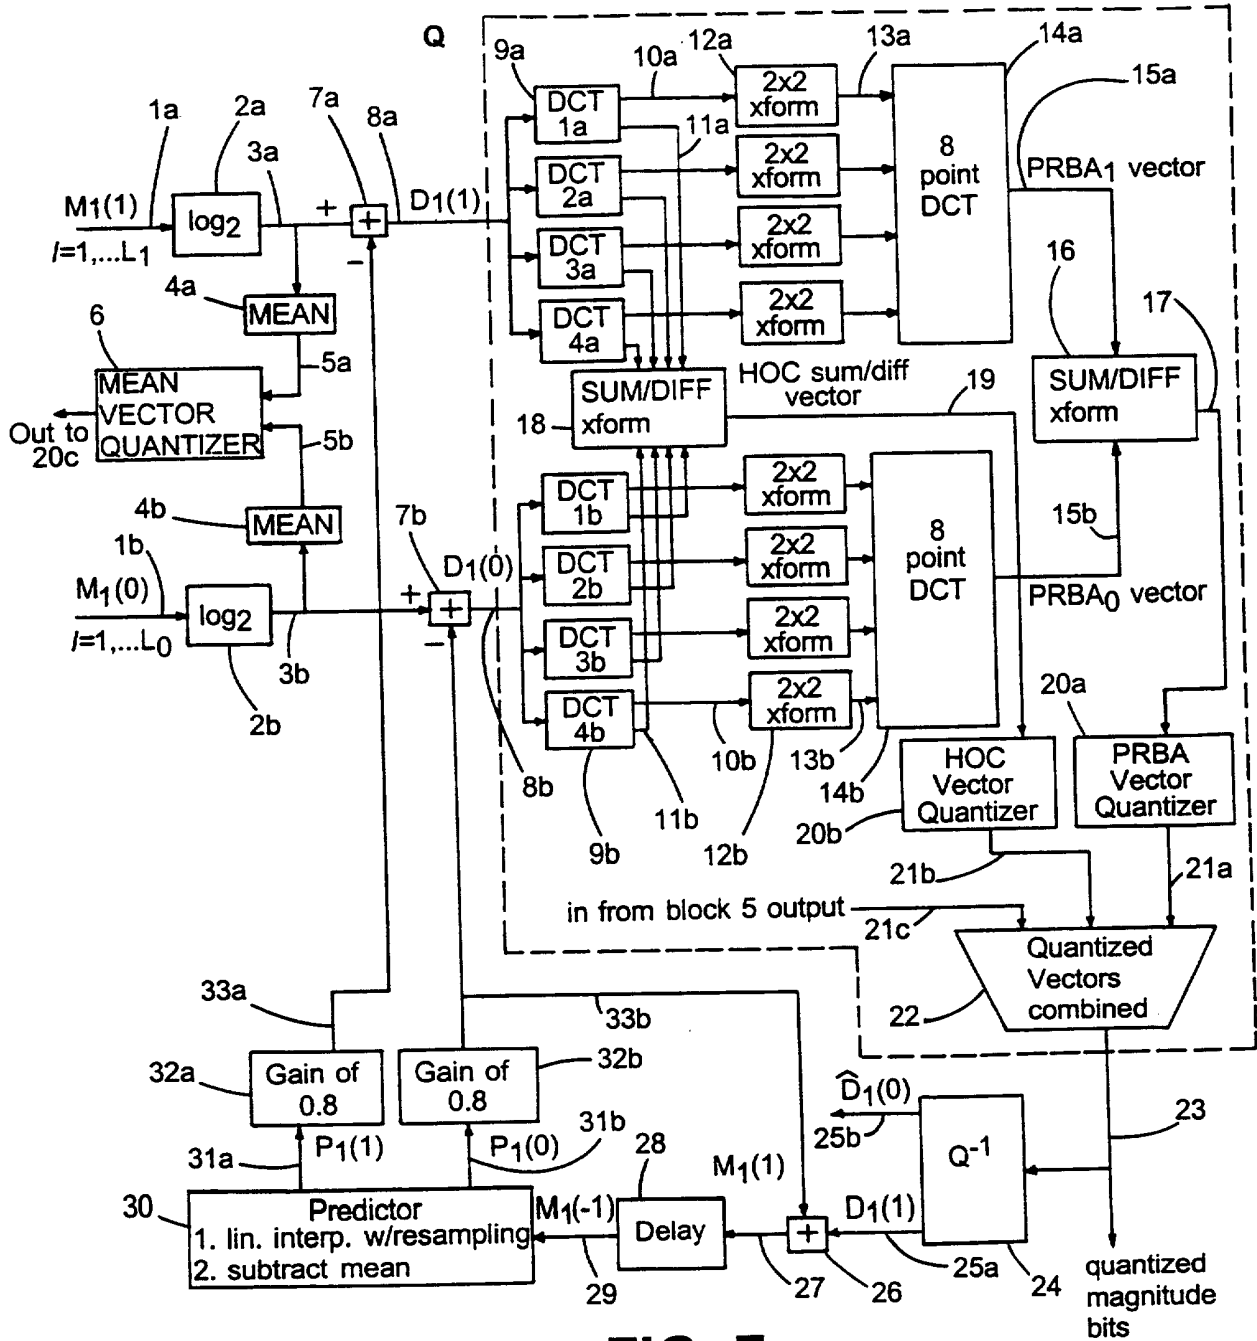 Q
9a
10a
12a
13a
14a
15a
7a
2a
8a
1a
3a
11a
DCT
1a
2x2
xform
DCT
2a
2x2
xform
DCT
3a
2x2
xform
DCT
4a
2x2
xform
8
point
DCT
PRBA1 vector
M1(1)
l=1,...L1
log2
+
+
−
D1(1)
4a
MEAN
16
17
6
5a
MEAN
VECTOR
QUANTIZER
Out to
20c
5b
HOC sum/diff
vector
19
SUM/DIFF
xform
SUM/DIFF
xform
18
4b
MEAN
7b
1b
D1(0)
M1(0)
l=1,...L0
log2
+
+
−
3b
2b
DCT
1b
2x2
xform
DCT
2b
2x2
xform
DCT
3b
2x2
xform
DCT
4b
2x2
xform
8
point
DCT
15b
PRBA0 vector
20a
8b
9b
11b
10b
12b
13b
14b
20b
HOC
Vector
Quantizer
PRBA
Vector
Quantizer
21b
21a
in from block 5 output
21c
Quantized
Vectors
combined
22
33a
33b
32a
Gain of
0.8
Gain of
0.8
32b
D̂1(0)
25b
23
31a
P1(1)
P1(0)
31b
28
M1(1)
Q-1
30
Predictor
1. lin. interp. w/resampling
2. subtract mean
M1(-1)
29
Delay
27
+
26
D1(1)
25a
24
quantized
magnitude
bits